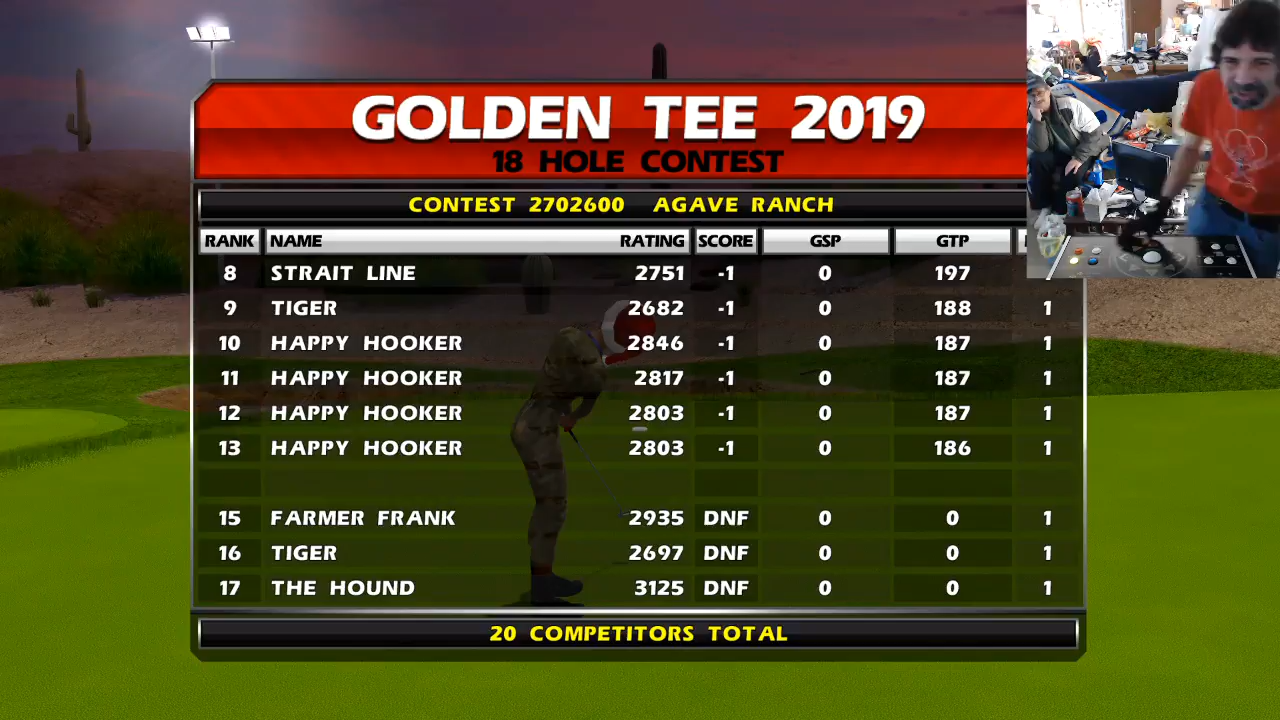 GOLDEN TEE 2019
18 HOLE CONTEST
CONTEST 2702600 AGAVE RANCH
RANK NAME RATING SCORE GSP GTP
8 STRAIT LINE 2751 -1 0 197
9 TIGER 2682 -1 0 188 1
10 HAPPY HOOKER 2846 -1 0 187 1
11 HAPPY HOOKER 2817 -1 0 187 1
12 HAPPY HOOKER 2803 -1 0 187 1
13 HAPPY HOOKER 2803 -1 0 186 1
15 FARMER FRANK 2935 DNF 0 0 1
16 TIGER 2697 DNF 0 0 1
17 THE HOUND 3125 DNF 0 0 1
20 COMPETITORS TOTAL